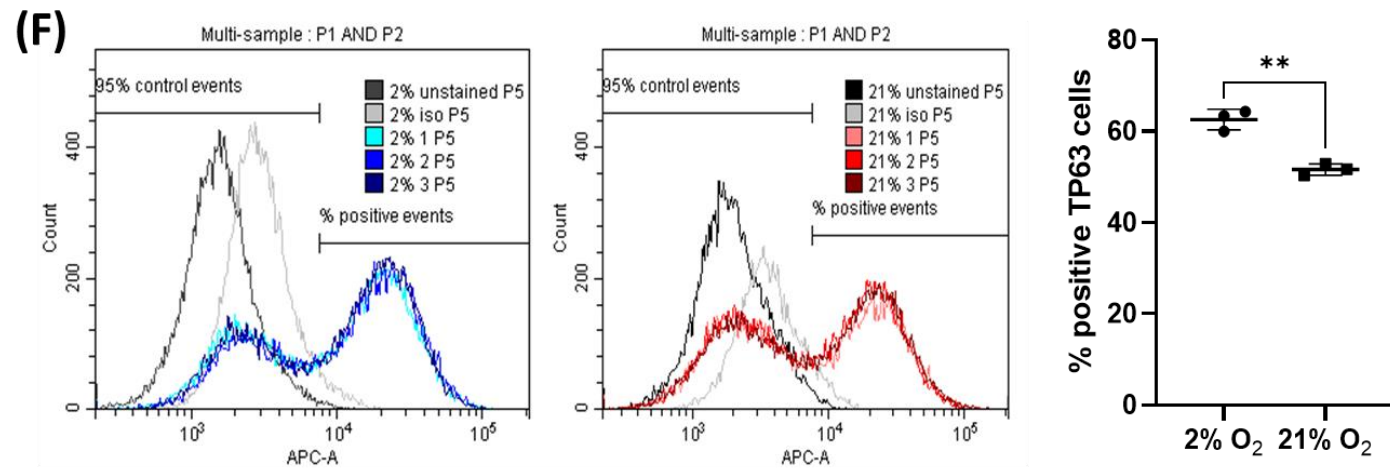 (F)
Multi-sample : P1 AND P2
95% control events
2% unstained P5
2% iso P5
2% 1 P5
2% 2 P5
2% 3 P5
% positive events
Count
400
200
0
10³
10⁴
10⁵
APC-A
Multi-sample : P1 AND P2
95% control events
21% unstained P5
21% iso P5
21% 1 P5
21% 2 P5
21% 3 P5
% positive events
Count
400
200
0
10³
10⁴
10⁵
APC-A
% positive TP63 cells
80
60
40
20
0
**
2% O₂ 21% O₂